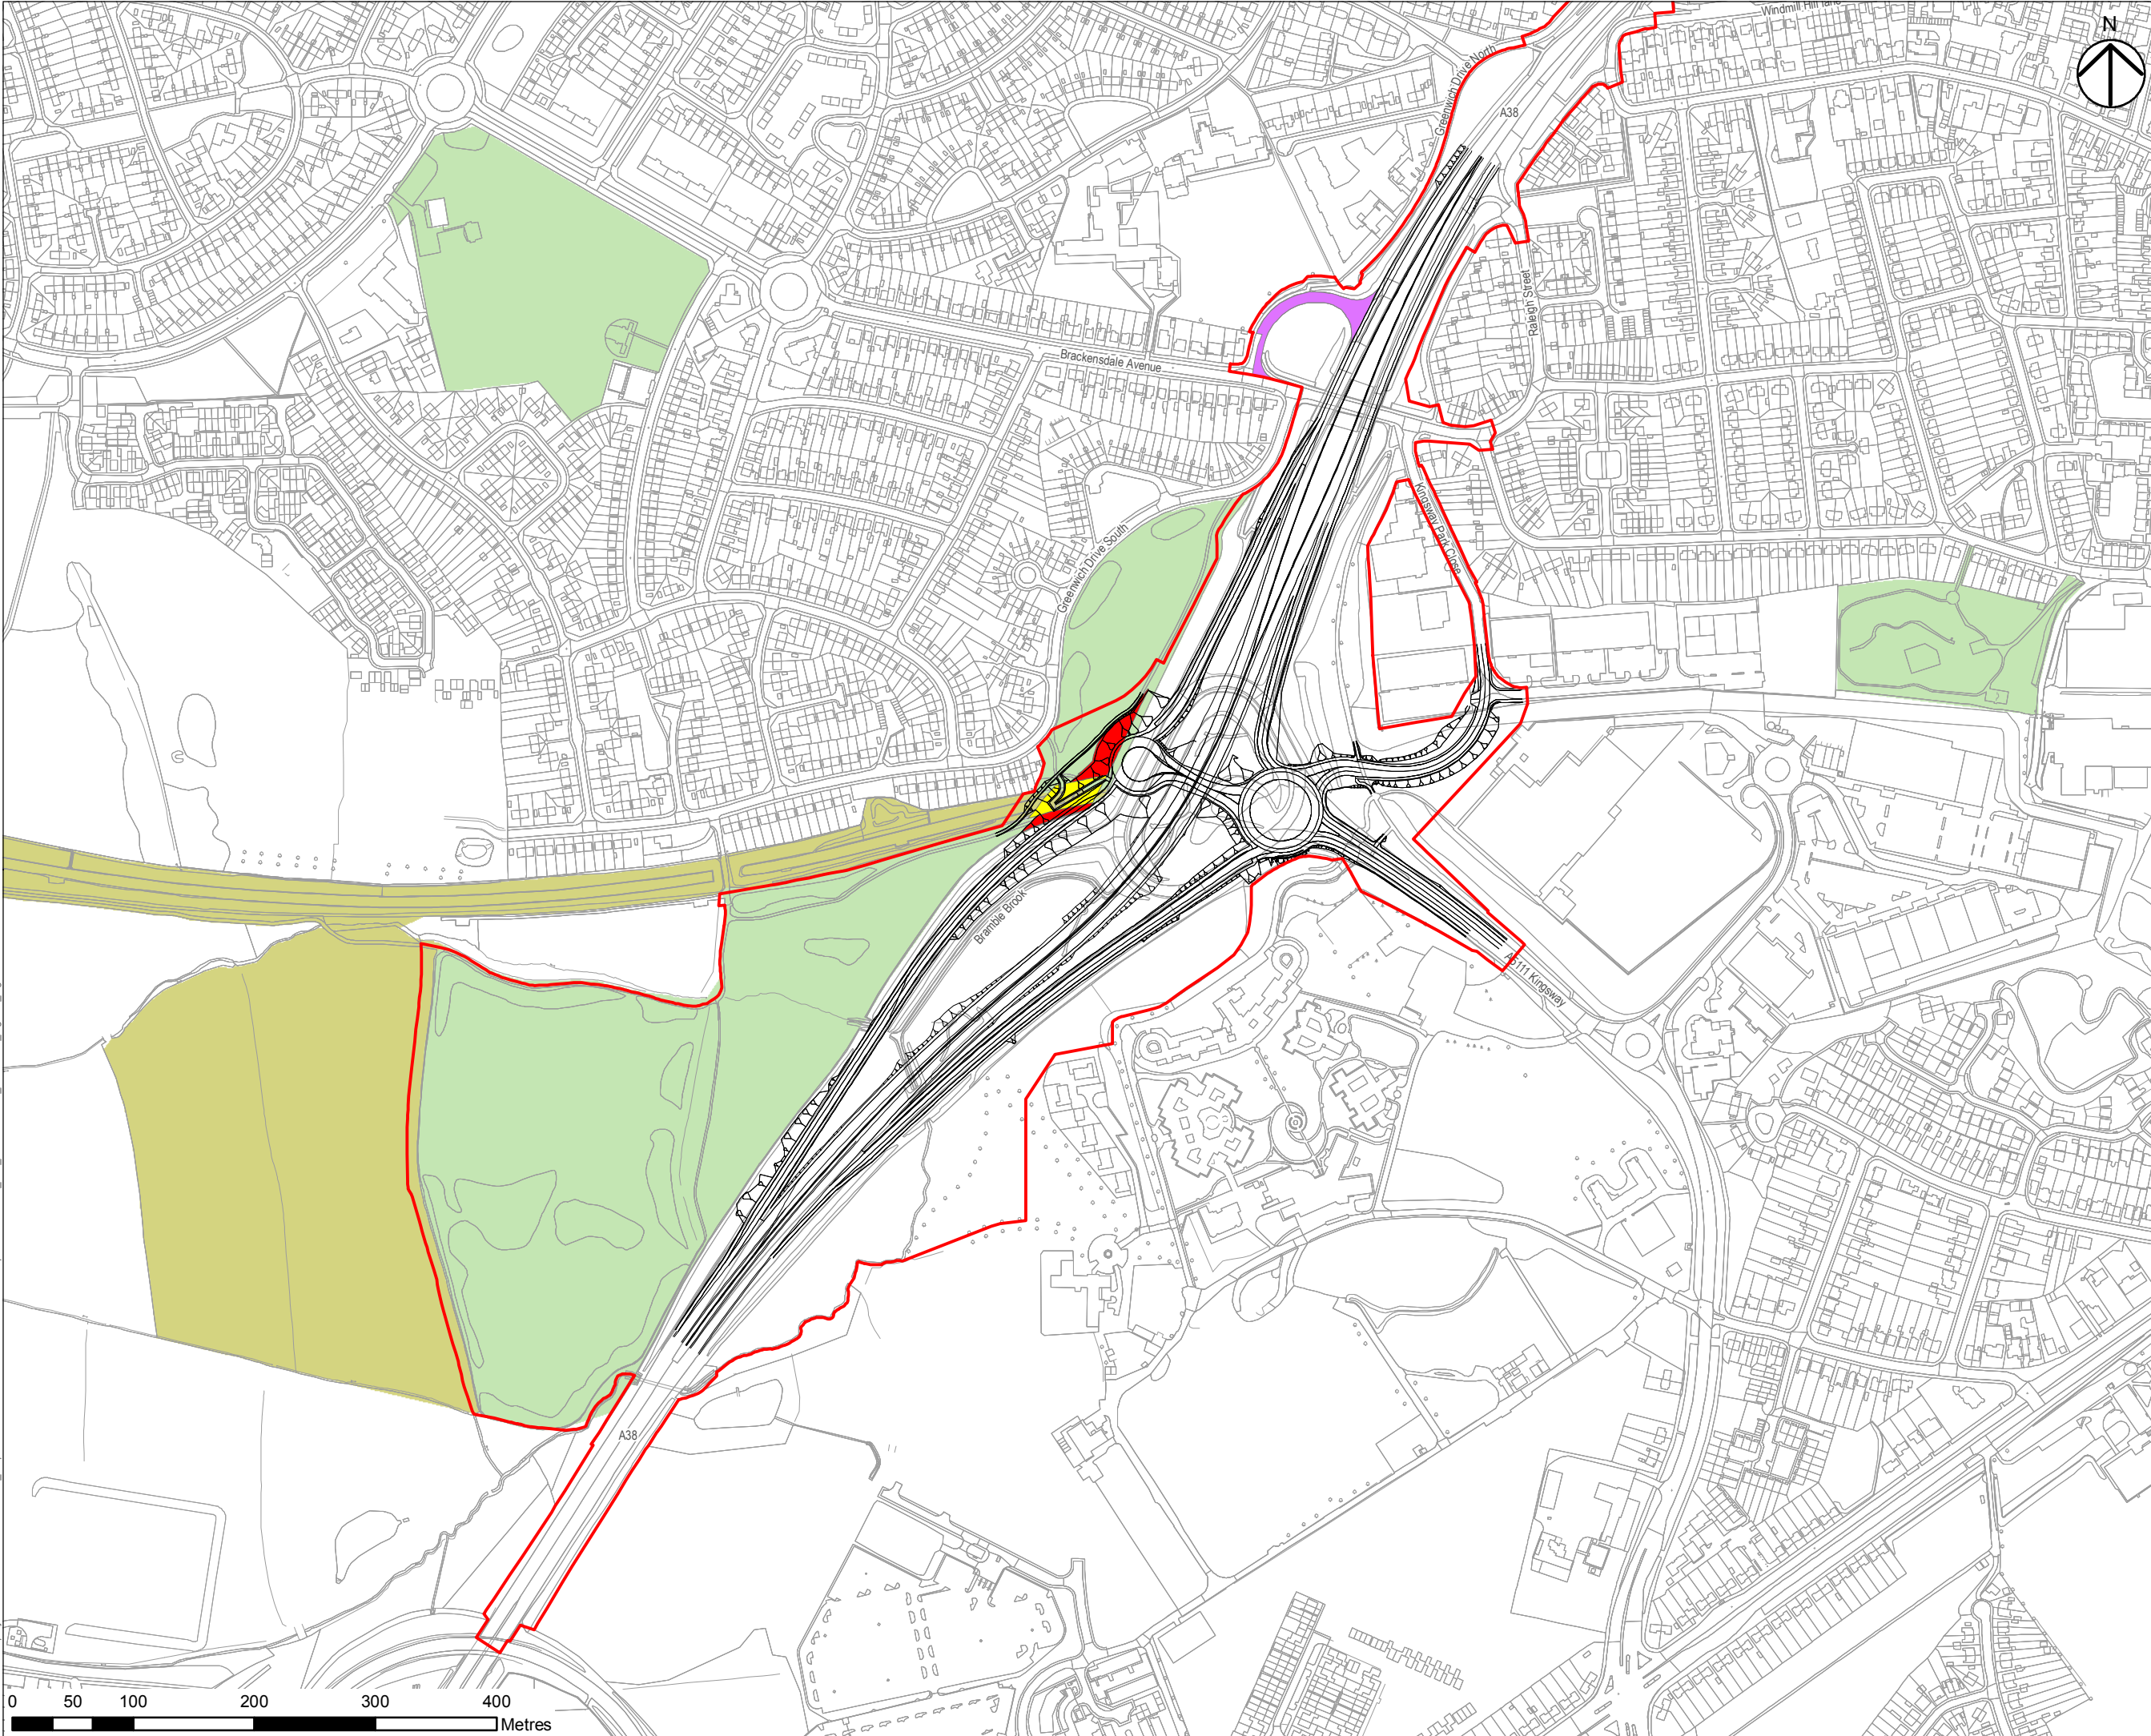 Windmill Hill lane
N
Greenwich Drive North
A38
Raleigh Street
Brackensdale Avenue
Kingsway Park Close
Greenwich Drive South
Bramble Brook
A5111 Kingsway
A38
0 50 100 200 300 400
Metres